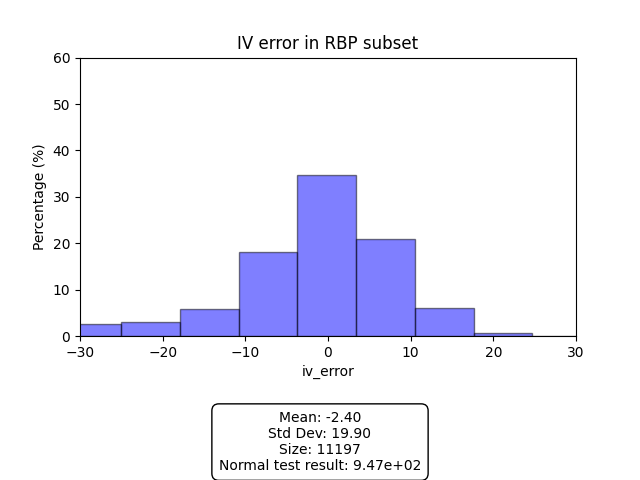 IV error in RBP subset
60
50
40
30
20
10
0
Percentage (%)
−30
−20
−10
0
10
20
30
iv_error
Mean: -2.40
Std Dev: 19.90
Size: 11197
Normal test result: 9.47e+02